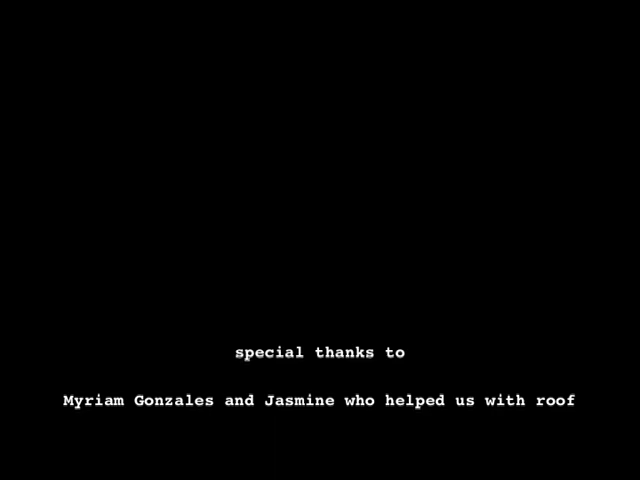 special thanks to
Myriam Gonzales and Jasmine who helped us with roof